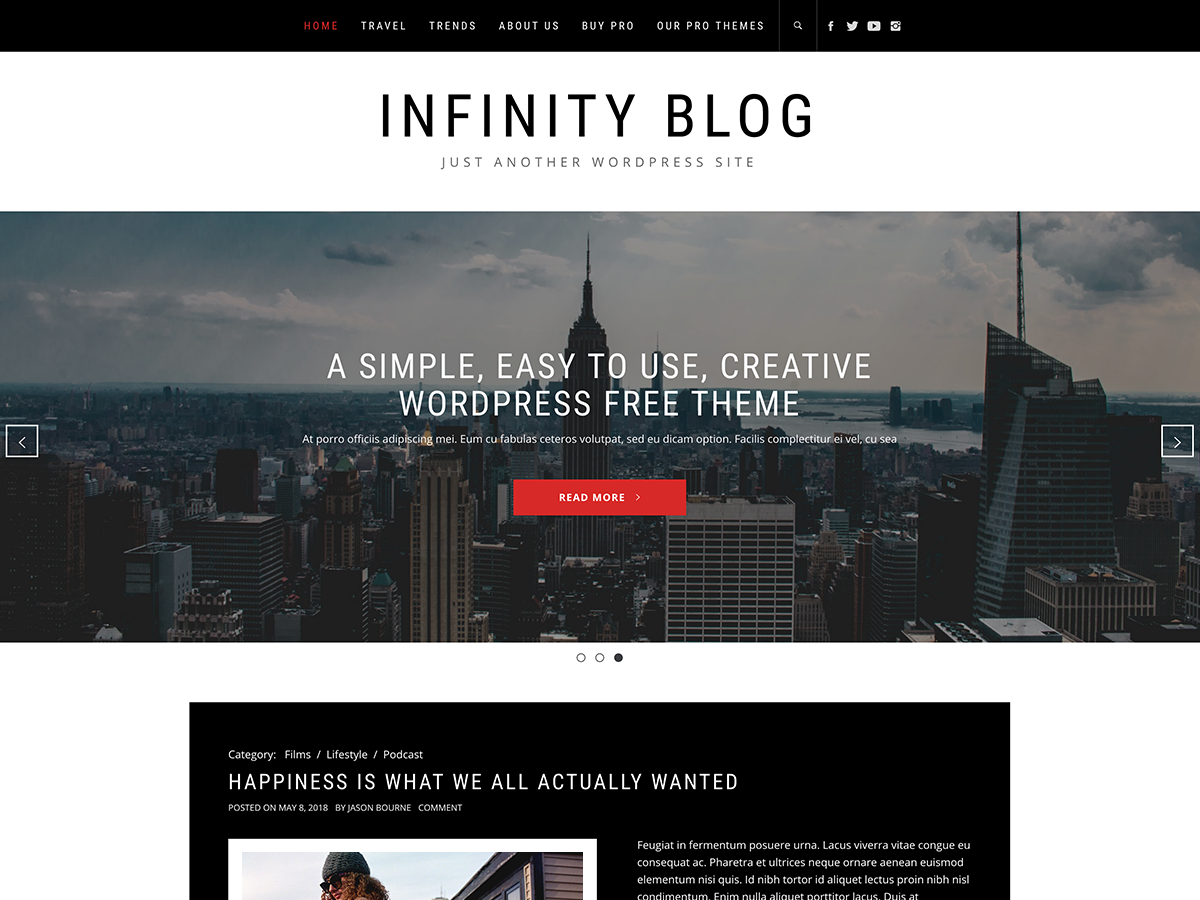 HOME TRAVEL TRENDS ABOUT US BUY PRO OUR PRO THEMES
INFINITY BLOG
JUST ANOTHER WORDPRESS SITE
A SIMPLE, EASY TO USE, CREATIVE
WORDPRESS FREE THEME
At porro officiis adipiscing mei. Eum cu fabulas ceteros volutpat, sed eu dicam option. Facilis complectitur ei vel, cu sea
READ MORE
Category: Films / Lifestyle / Podcast
HAPPINESS IS WHAT WE ALL ACTUALLY WANTED
POSTED ON MAY 8, 2018 BY JASON BOURNE COMMENT
Feugiat in fermentum posuere urna. Lacus viverra vitae congue eu
consequat ac. Pharetra et ultrices neque ornare aenean euismod
elementum nisi quis. Id nibh tortor id aliquet lectus proin nibh nisl
condimentum. Enim nulla aliquet porttitor lacus. Duis at